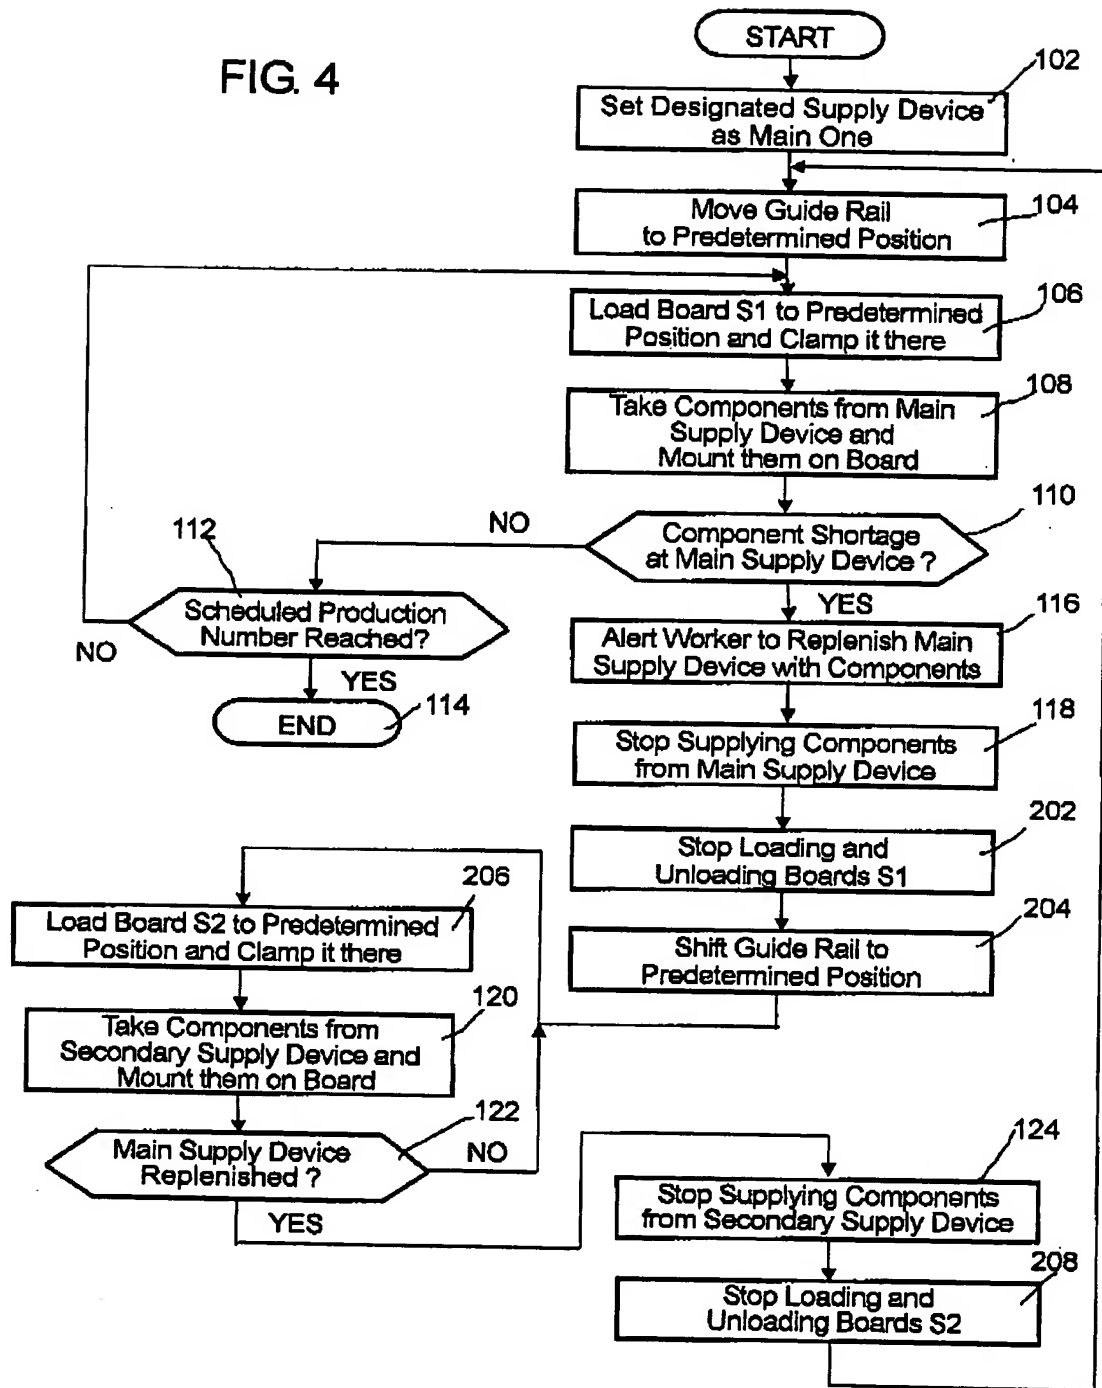 FIG. 4
START
102
Set Designated Supply Device
as Main One
104
Move Guide Rail
to Predetermined Position
106
Load Board S1 to Predetermined
Position and Clamp it there
108
Take Components from Main
Supply Device and
Mount them on Board
110
Component Shortage
at Main Supply Device ?
NO
YES
112
Scheduled Production
Number Reached?
NO
YES
END
114
116
Alert Worker to Replenish Main
Supply Device with Components
118
Stop Supplying Components
from Main Supply Device
202
Stop Loading and
Unloading Boards S1
204
Shift Guide Rail to
Predetermined Position
206
Load Board S2 to Predetermined
Position and Clamp it there
120
Take Components from
Secondary Supply Device and
Mount them on Board
122
Main Supply Device
Replenished ?
NO
YES
124
Stop Supplying Components
from Secondary Supply Device
208
Stop Loading and
Unloading Boards S2